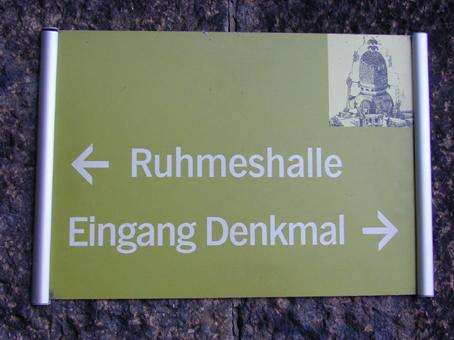 ← Ruhmeshalle
Eingang Denkmal →